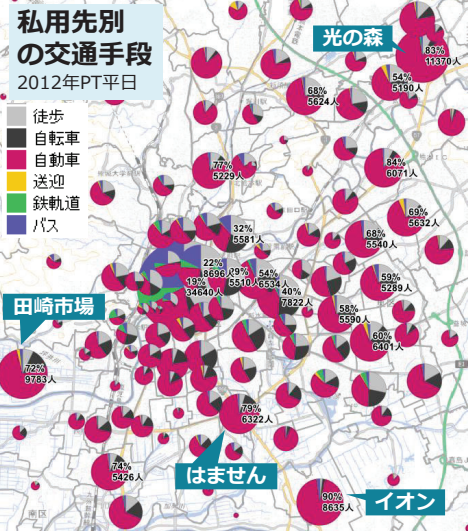 私用先別
の交通手段
2012年PT平日
徒歩
自転車
自動車
送迎
鉄軌道
バス
光の森
83%
11370人
54%
5190人
68%
5624人
77%
5229人
84%
6071人
69%
5632人
32%
5581人
68%
5540人
22%
8696人
29%
5510人
54%
6534人
59%
5289人
19%
34640人
40%
7822人
田崎市場
58%
5590人
60%
6401人
72%
9783人
79%
6322人
はません
74%
5426人
90%
8635人
イオン
南区